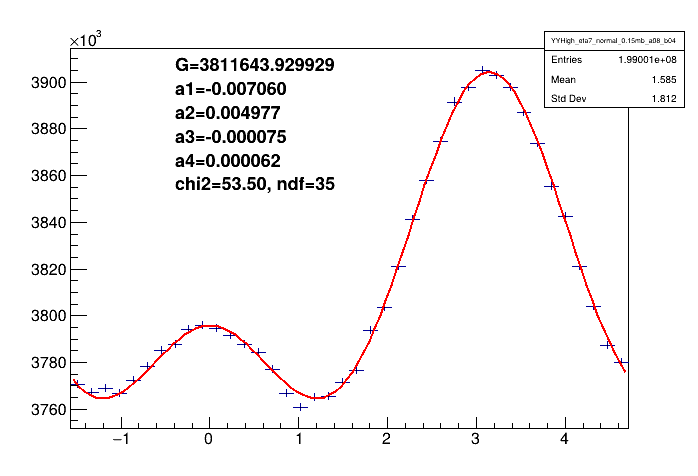 ×10³
YYHigh_eta7_normal_0.15mb_a08_b04
Entries 1.99001e+08
Mean 1.585
Std Dev 1.812
G=3811643.929929
a1=-0.007060
a2=0.004977
a3=-0.000075
a4=0.000062
chi2=53.50, ndf=35
3900
3880
3860
3840
3820
3800
3780
3760
−1 0 1 2 3 4